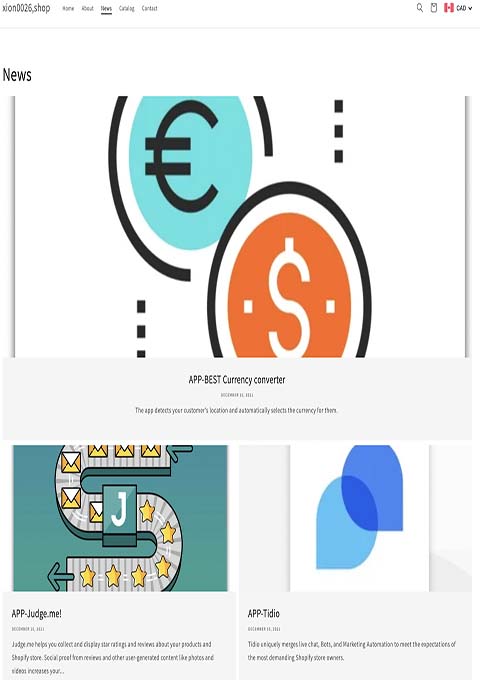 xion0026,shop Home About News Catalog Contact CAD
News
€
$
APP-BEST Currency converter
DECEMBER 15, 2021
The app detects your customer's location and automatically selects the currency for them.
J
APP-Judge.me!
DECEMBER 15, 2021
Judge.me helps you collect and display star ratings and reviews about your products and
Shopify store. Social proof from reviews and other user-generated content like photos and
videos increases your...
APP-Tidio
DECEMBER 15, 2021
Tidio uniquely merges live chat, Bots, and Marketing Automation to meet the expectations of
the most demanding Shopify store owners.